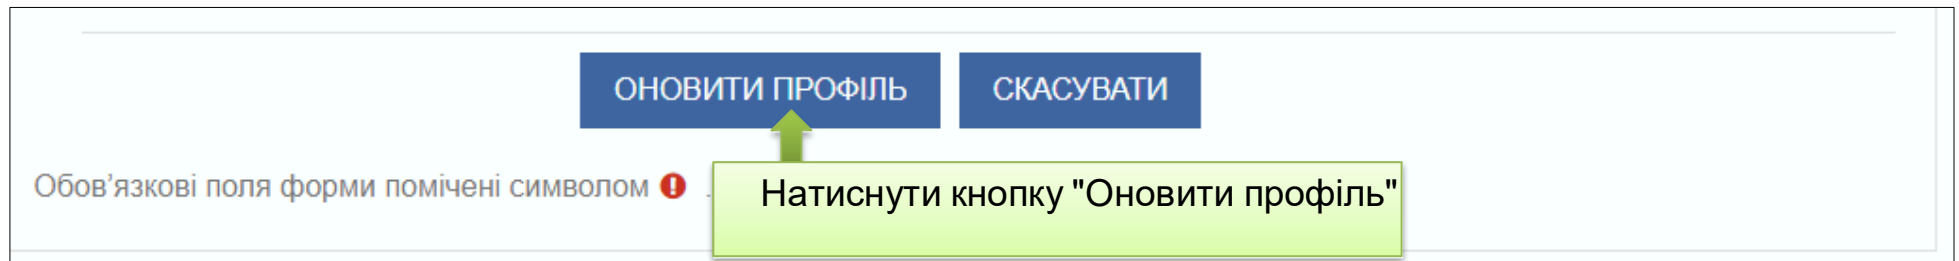 ОНОВИТИ ПРОФІЛЬ СКАСУВАТИ
Обов'язкові поля форми помічені символом .
Натиснути кнопку "Оновити профіль"